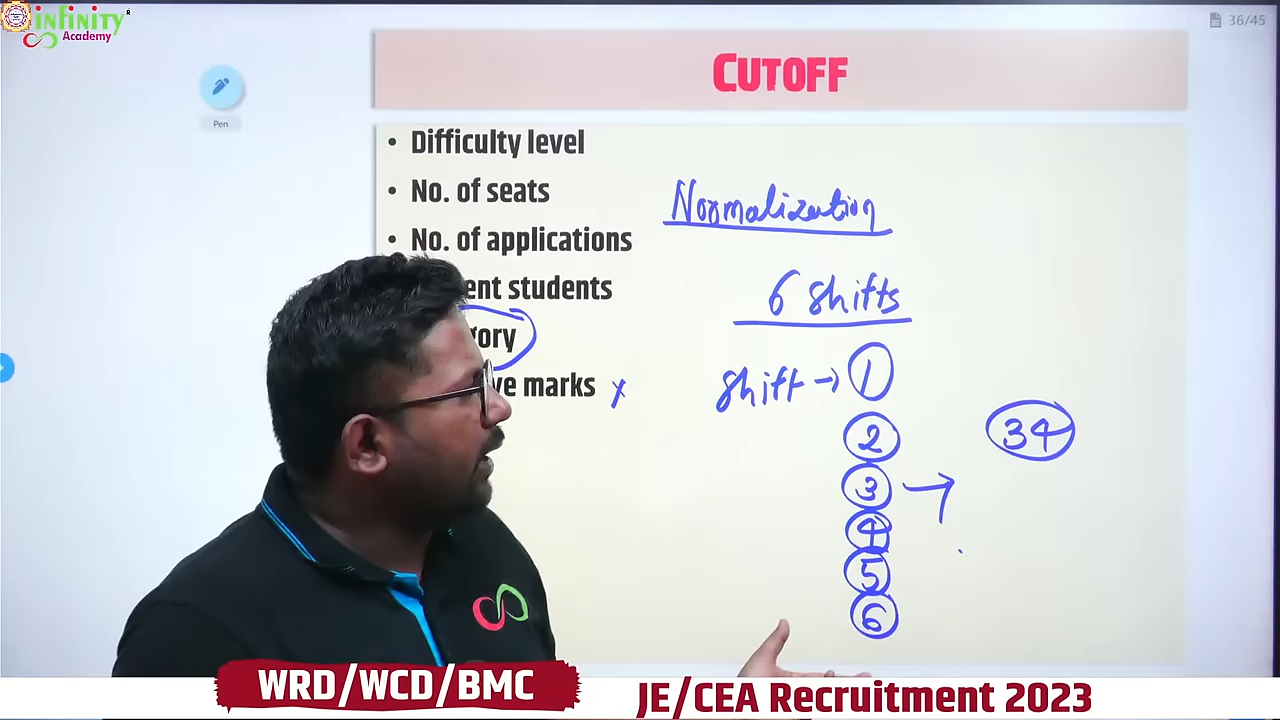 infinity
Academy
36/45
CUTOFF
Pen
• Difficulty level
• No. of seats
• No. of applications
ent students
gory
ve marks x
Normalization
6 shifts
shift → 1
2
34
3 →
4
5
6
WRD/WCD/BMC
JE/CEA Recruitment 2023